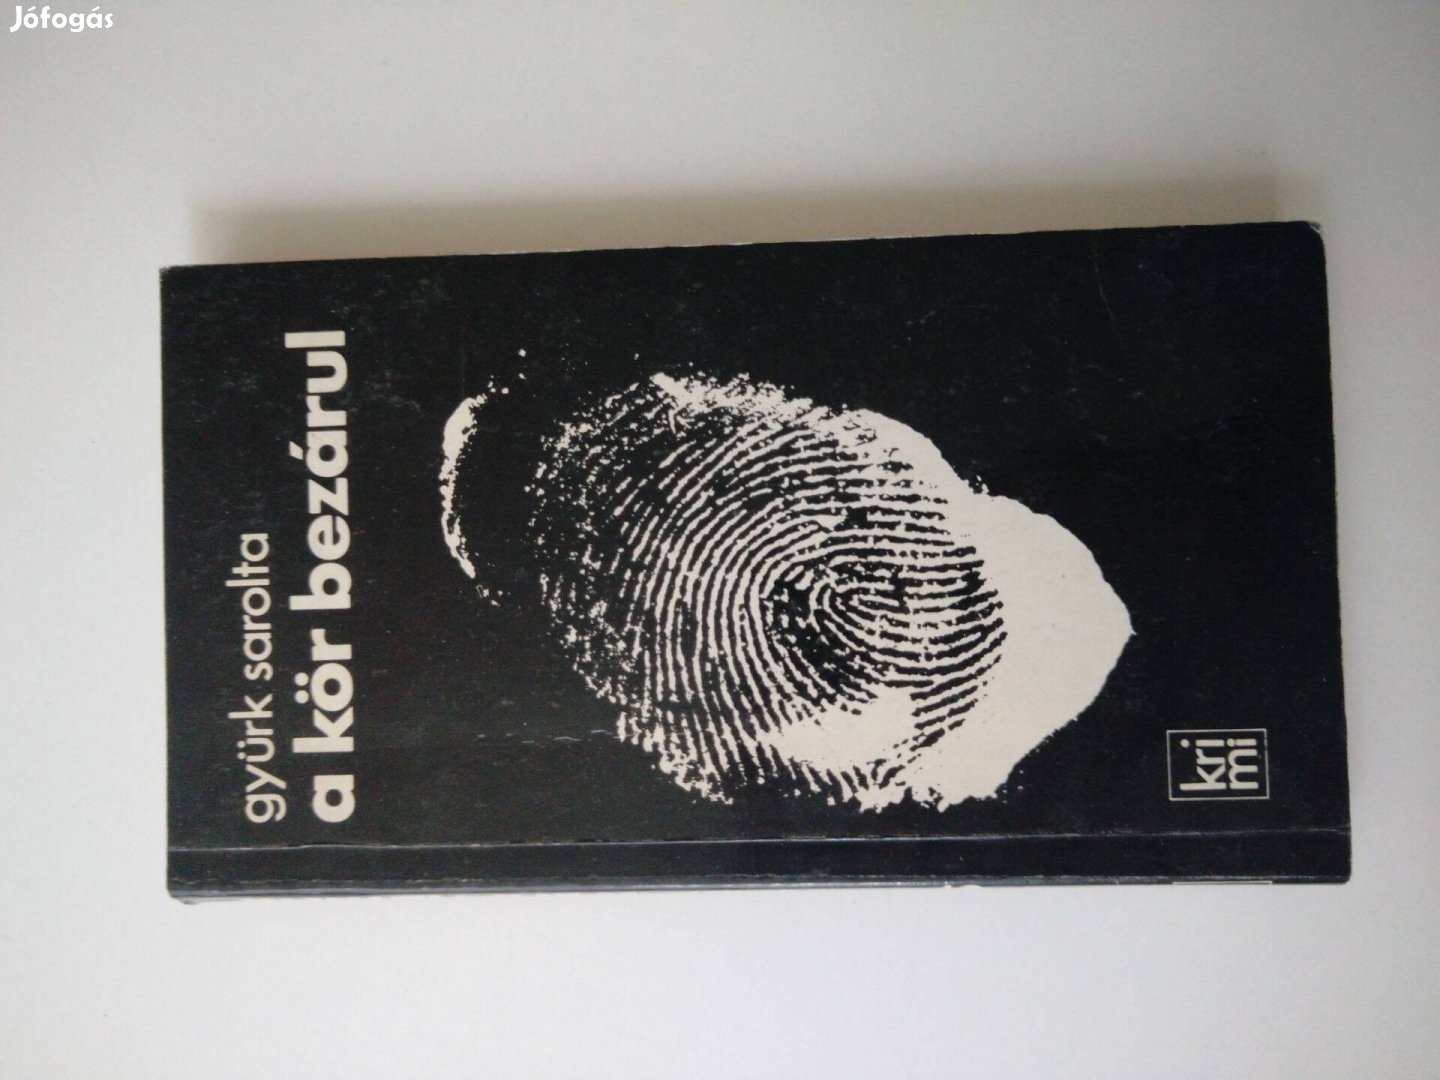 Jófogás
gyürk sarolta
a kör bezárul
kri
mi